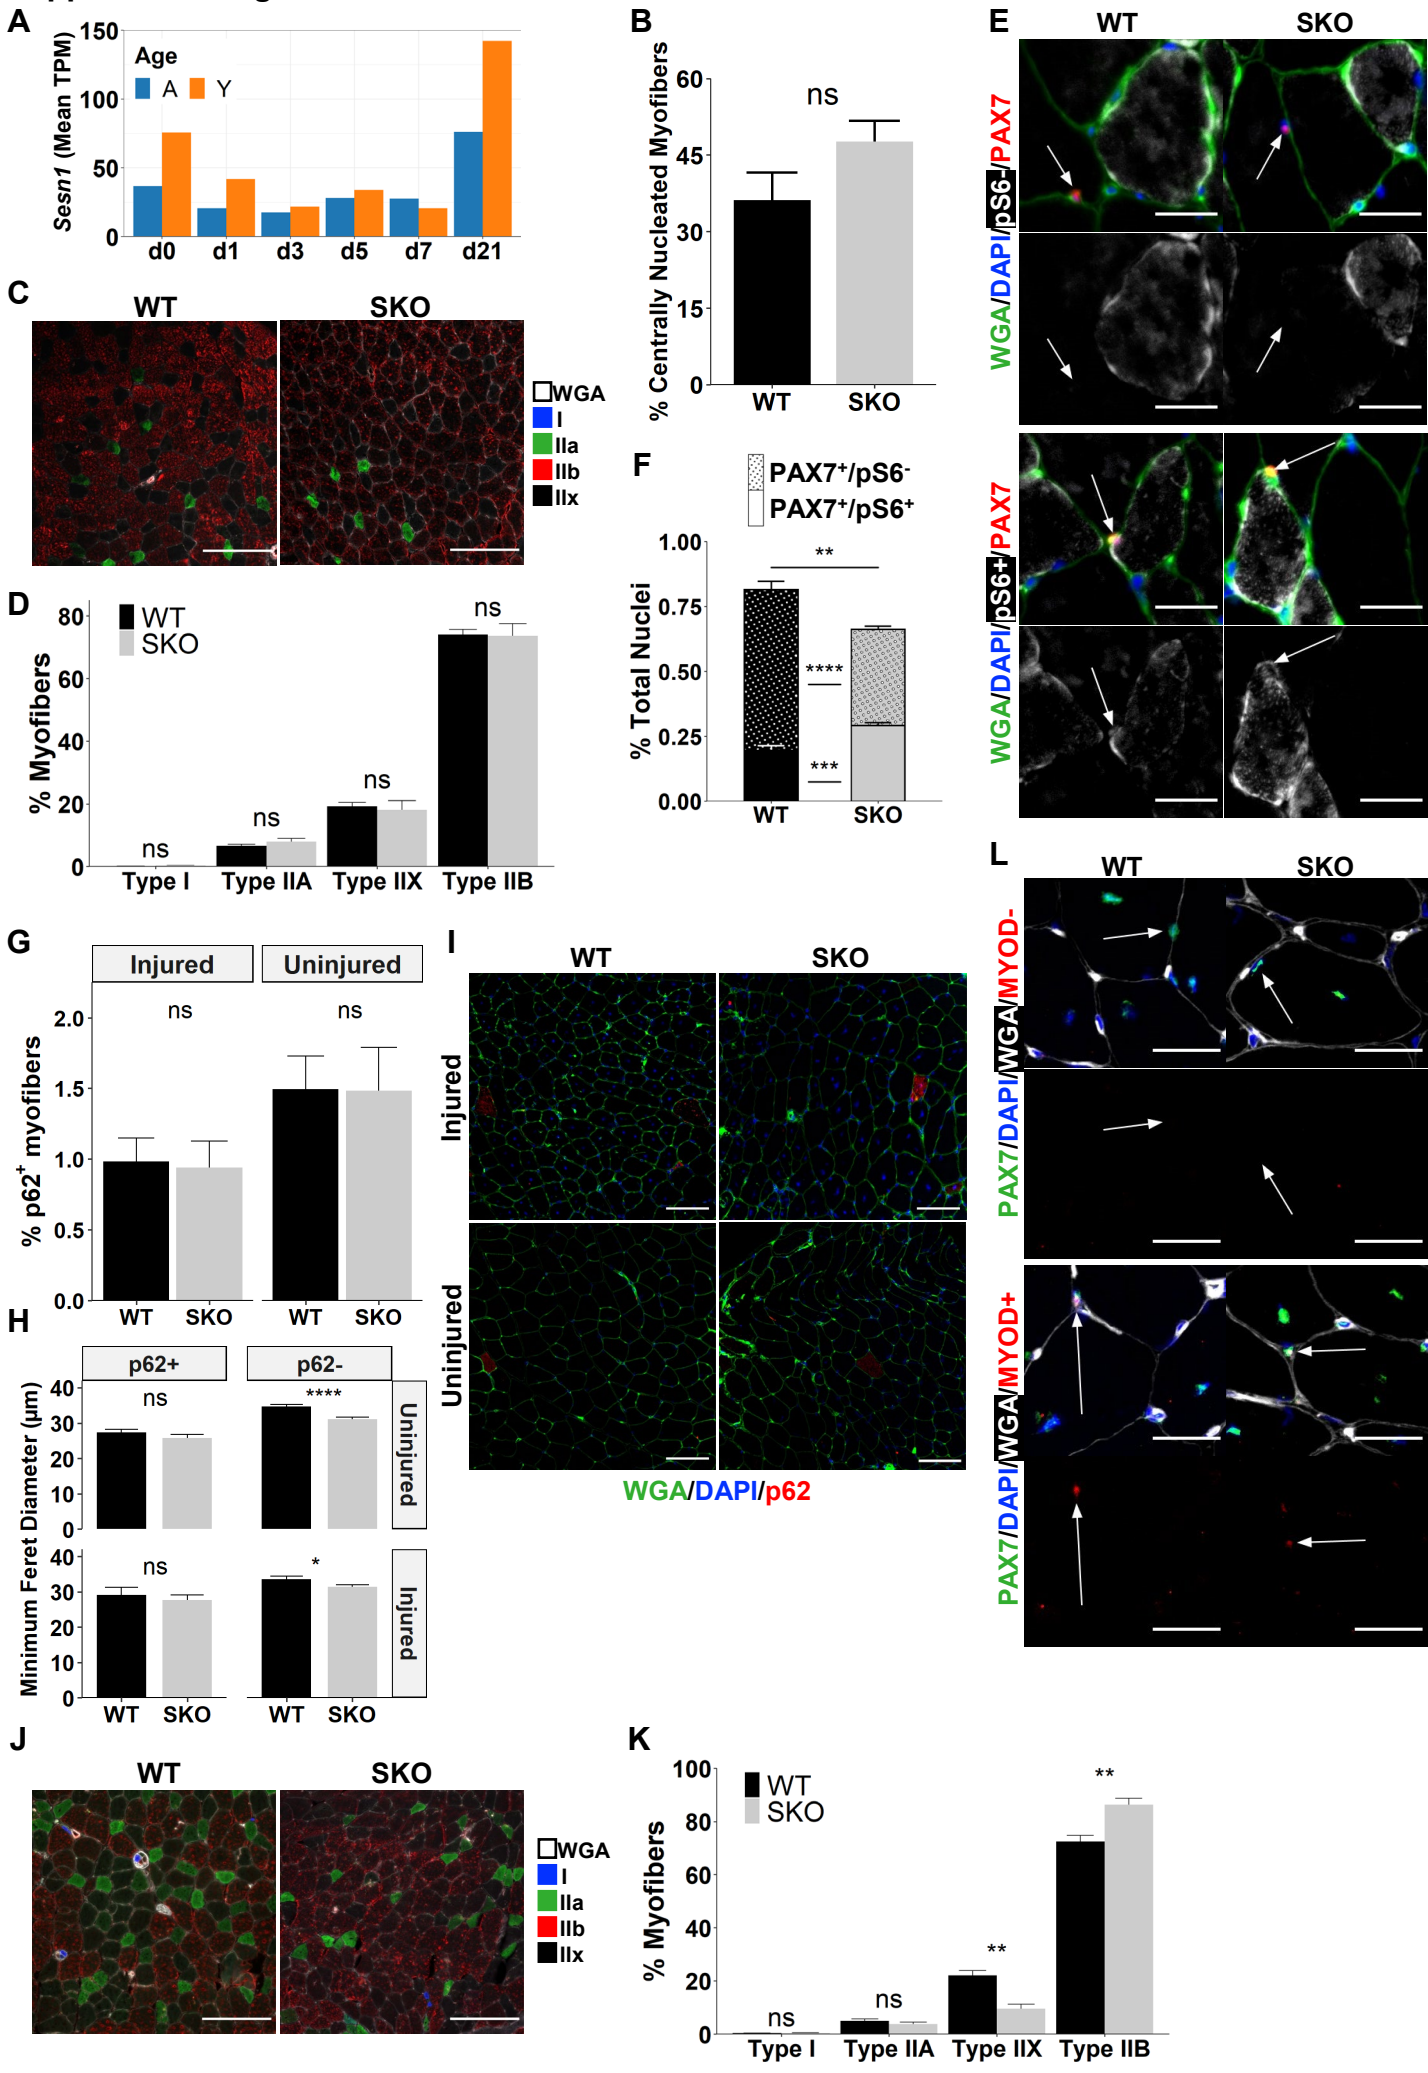 A
150
100
50
0
Sesn1 (Mean TPM)
Age
A Y
d0 d1 d3 d5 d7 d21
B
60
45
30
15
0
% Centrally Nucleated Myofibers
ns
WT SKO
C
WT SKO
WGA
I
IIa
IIb
IIx
D
80
60
40
20
0
% Myofibers
WT
SKO
ns ns ns ns
Type I Type IIA Type IIX Type IIB
E
WT SKO
WGA/DAPI/pS6-/PAX7
WGA/DAPI/pS6+/PAX7
F
PAX7+/pS6-
PAX7+/pS6+
1.00
0.75
0.50
0.25
0.00
% Total Nuclei
**
****
***
WT SKO
G
Injured Uninjured
ns ns
2.0
1.5
1.0
0.5
0.0
% p62+ myofibers
WT SKO WT SKO
H
p62+ p62-
Minimum Feret Diameter (µm)
40
30
20
10
0
ns ****
Uninjured
40
30
20
10
0
ns *
Injured
WT SKO WT SKO
I
WT SKO
Injured
Uninjured
WGA/DAPI/p62
J
WT SKO
WGA
I
IIa
IIb
IIx
K
100
80
60
40
20
0
% Myofibers
WT
SKO
ns ns ** **
Type I Type IIA Type IIX Type IIB
L
WT SKO
PAX7/DAPI/WGA/MYOD-
PAX7/DAPI/WGA/MYOD+